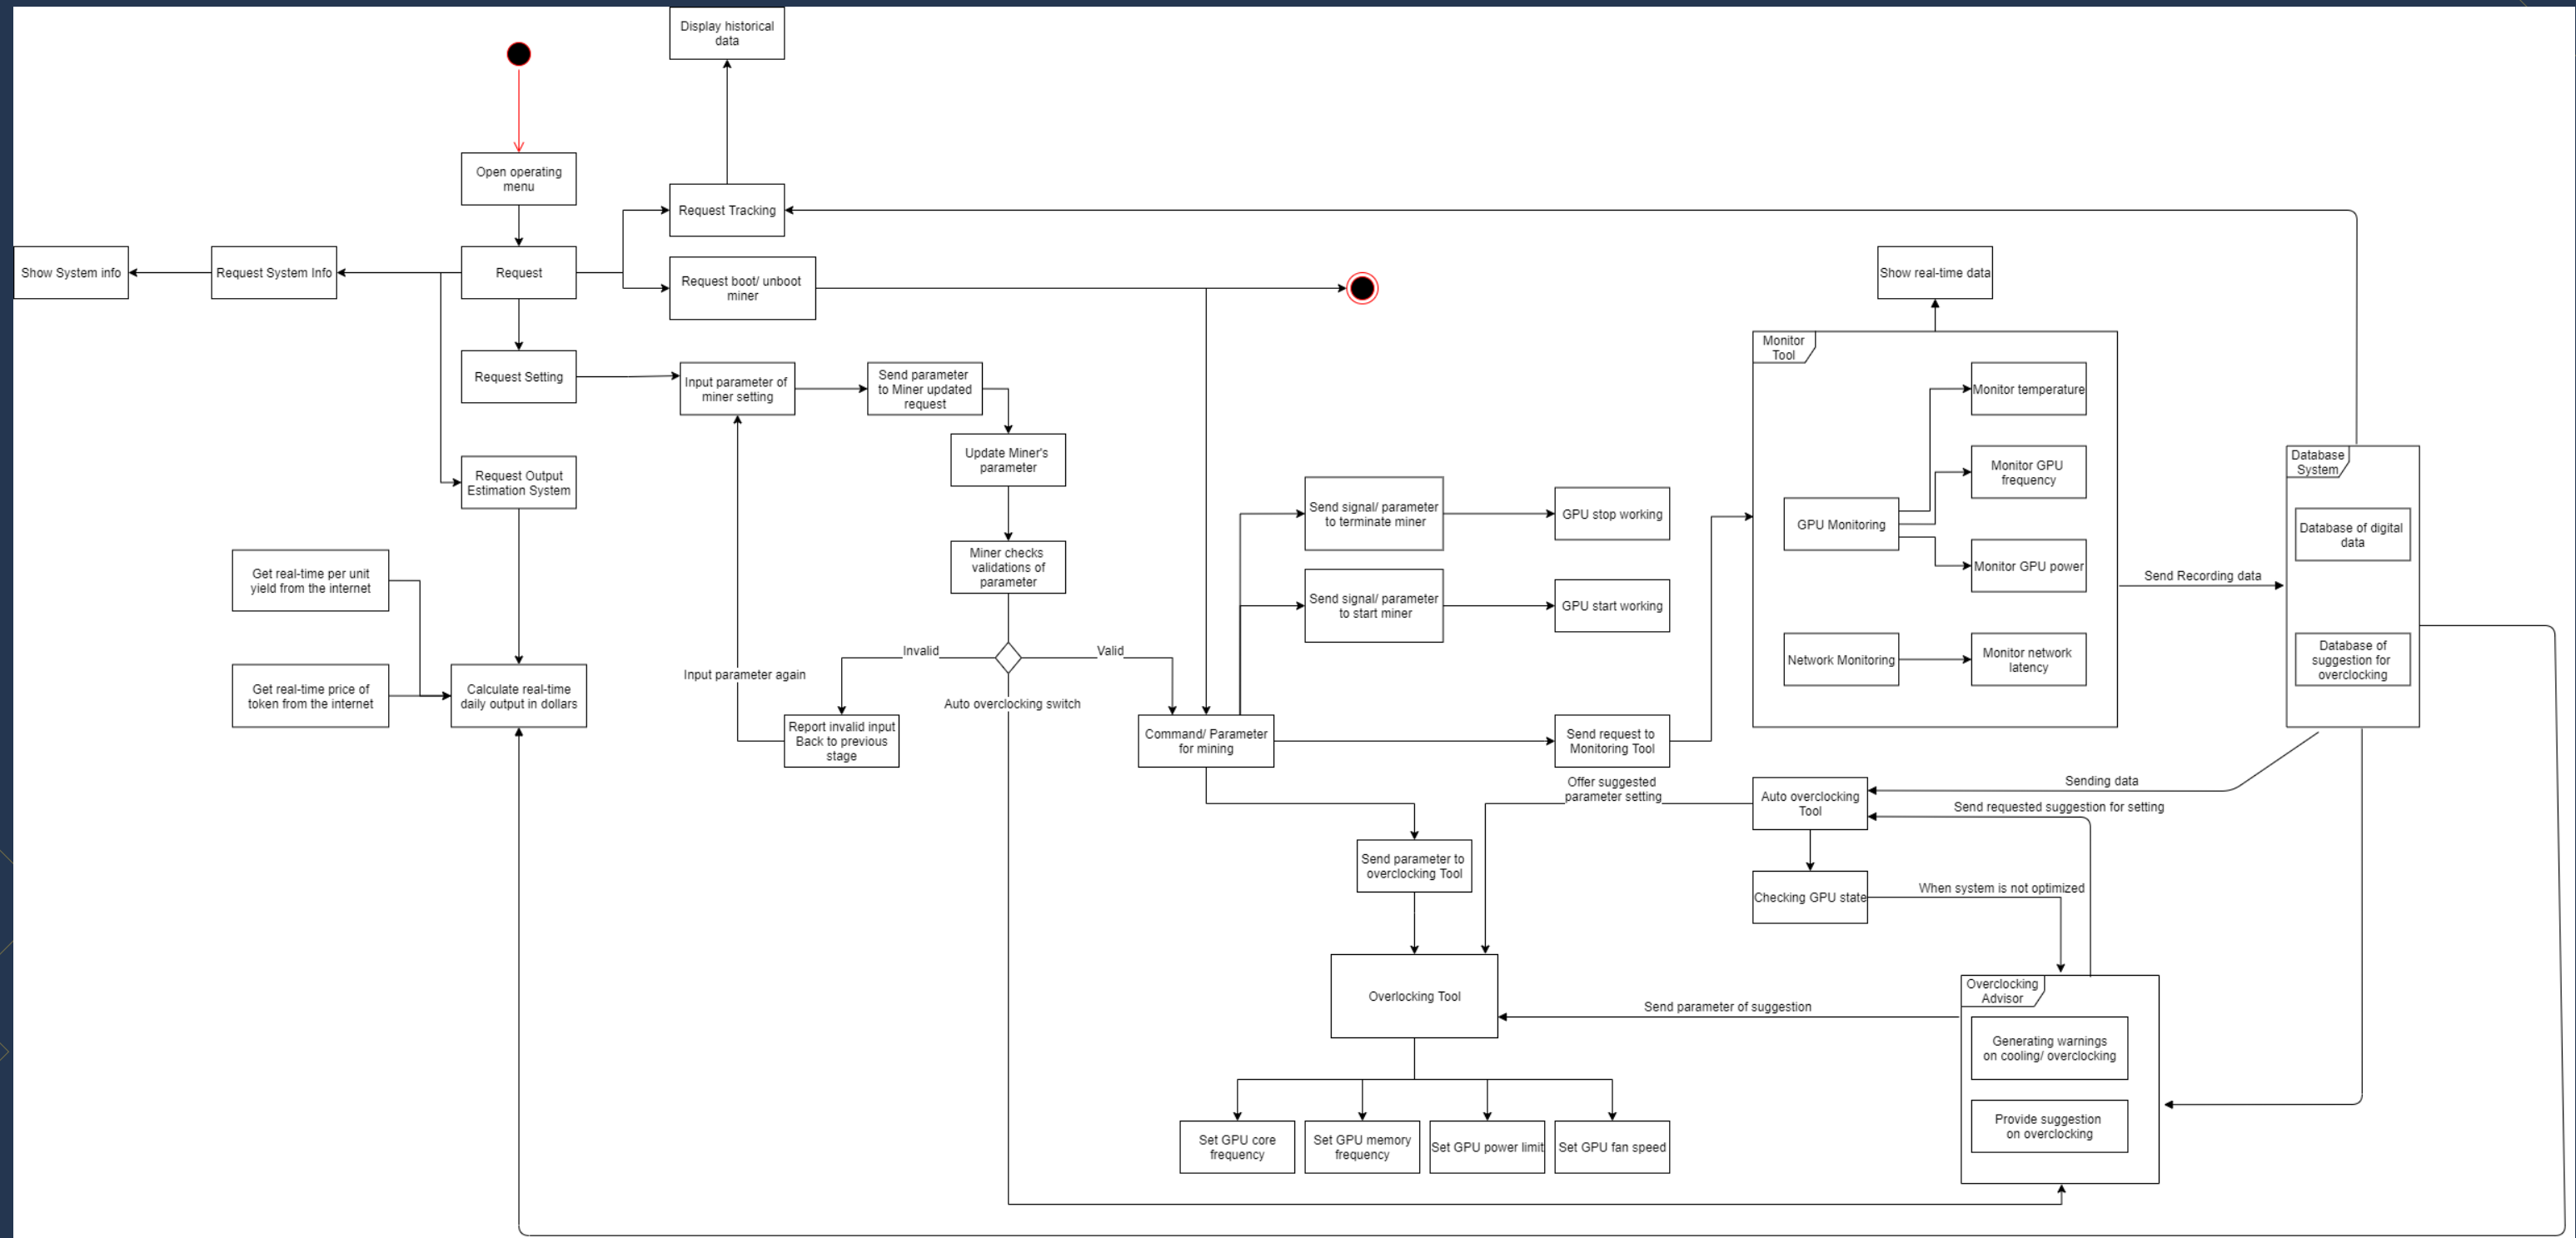 Display historical
data
Open operating
menu
Request Tracking
Show System info
Request System Info
Request
Request boot/ unboot
miner
Show real-time data
Request Setting
Input parameter of
miner setting
Send parameter
to Miner updated
request
Monitor
Tool
Monitor temperature
Update Miner's
parameter
Database
System
Request Output
Estimation System
Monitor GPU
frequency
Send signal/ parameter
to terminate miner
GPU stop working
GPU Monitoring
Database of digital
data
Miner checks
validations of
parameter
Get real-time per unit
yield from the internet
Monitor GPU power
Send Recording data
Send signal/ parameter
to start miner
GPU start working
Invalid
Valid
Network Monitoring
Monitor network
latency
Database of
suggestion for
overclocking
Input parameter again
Get real-time price of
token from the internet
Calculate real-time
daily output in dollars
Auto overclocking switch
Report invalid input
Back to previous
stage
Command/ Parameter
for mining
Send request to
Monitoring Tool
Offer suggested
parameter setting
Auto overclocking
Tool
Sending data
Send requested suggestion for setting
Send parameter to
overclocking Tool
Checking GPU state
When system is not optimized
Overlocking Tool
Overclocking
Advisor
Send parameter of suggestion
Generating warnings
on cooling/ overclocking
Provide suggestion
on overclocking
Set GPU core
frequency
Set GPU memory
frequency
Set GPU power limit
Set GPU fan speed